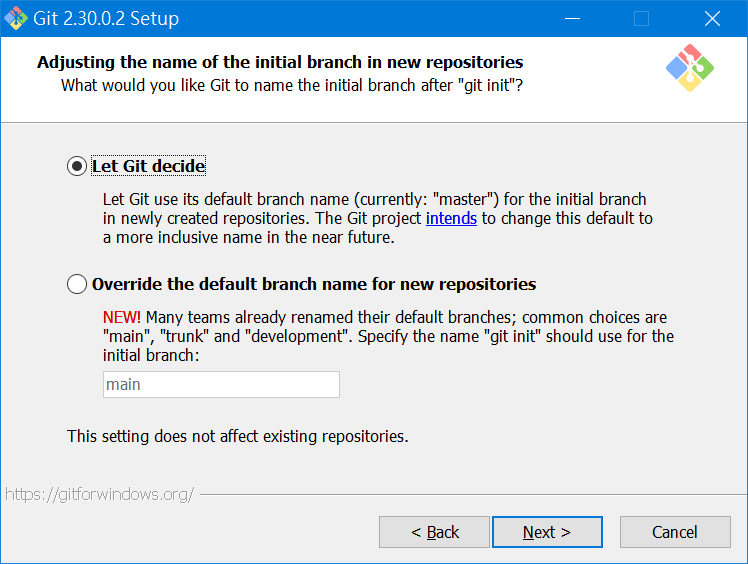 Git 2.30.0.2 Setup
Adjusting the name of the initial branch in new repositories
What would you like Git to name the initial branch after "git init"?
Let Git decide
Let Git use its default branch name (currently: "master") for the initial branch
in newly created repositories. The Git project intends to change this default to
a more inclusive name in the near future.
Override the default branch name for new repositories
NEW! Many teams already renamed their default branches; common choices are
"main", "trunk" and "development". Specify the name "git init" should use for the
initial branch:
main
This setting does not affect existing repositories.
https://gitforwindows.org/
< Back
Next >
Cancel